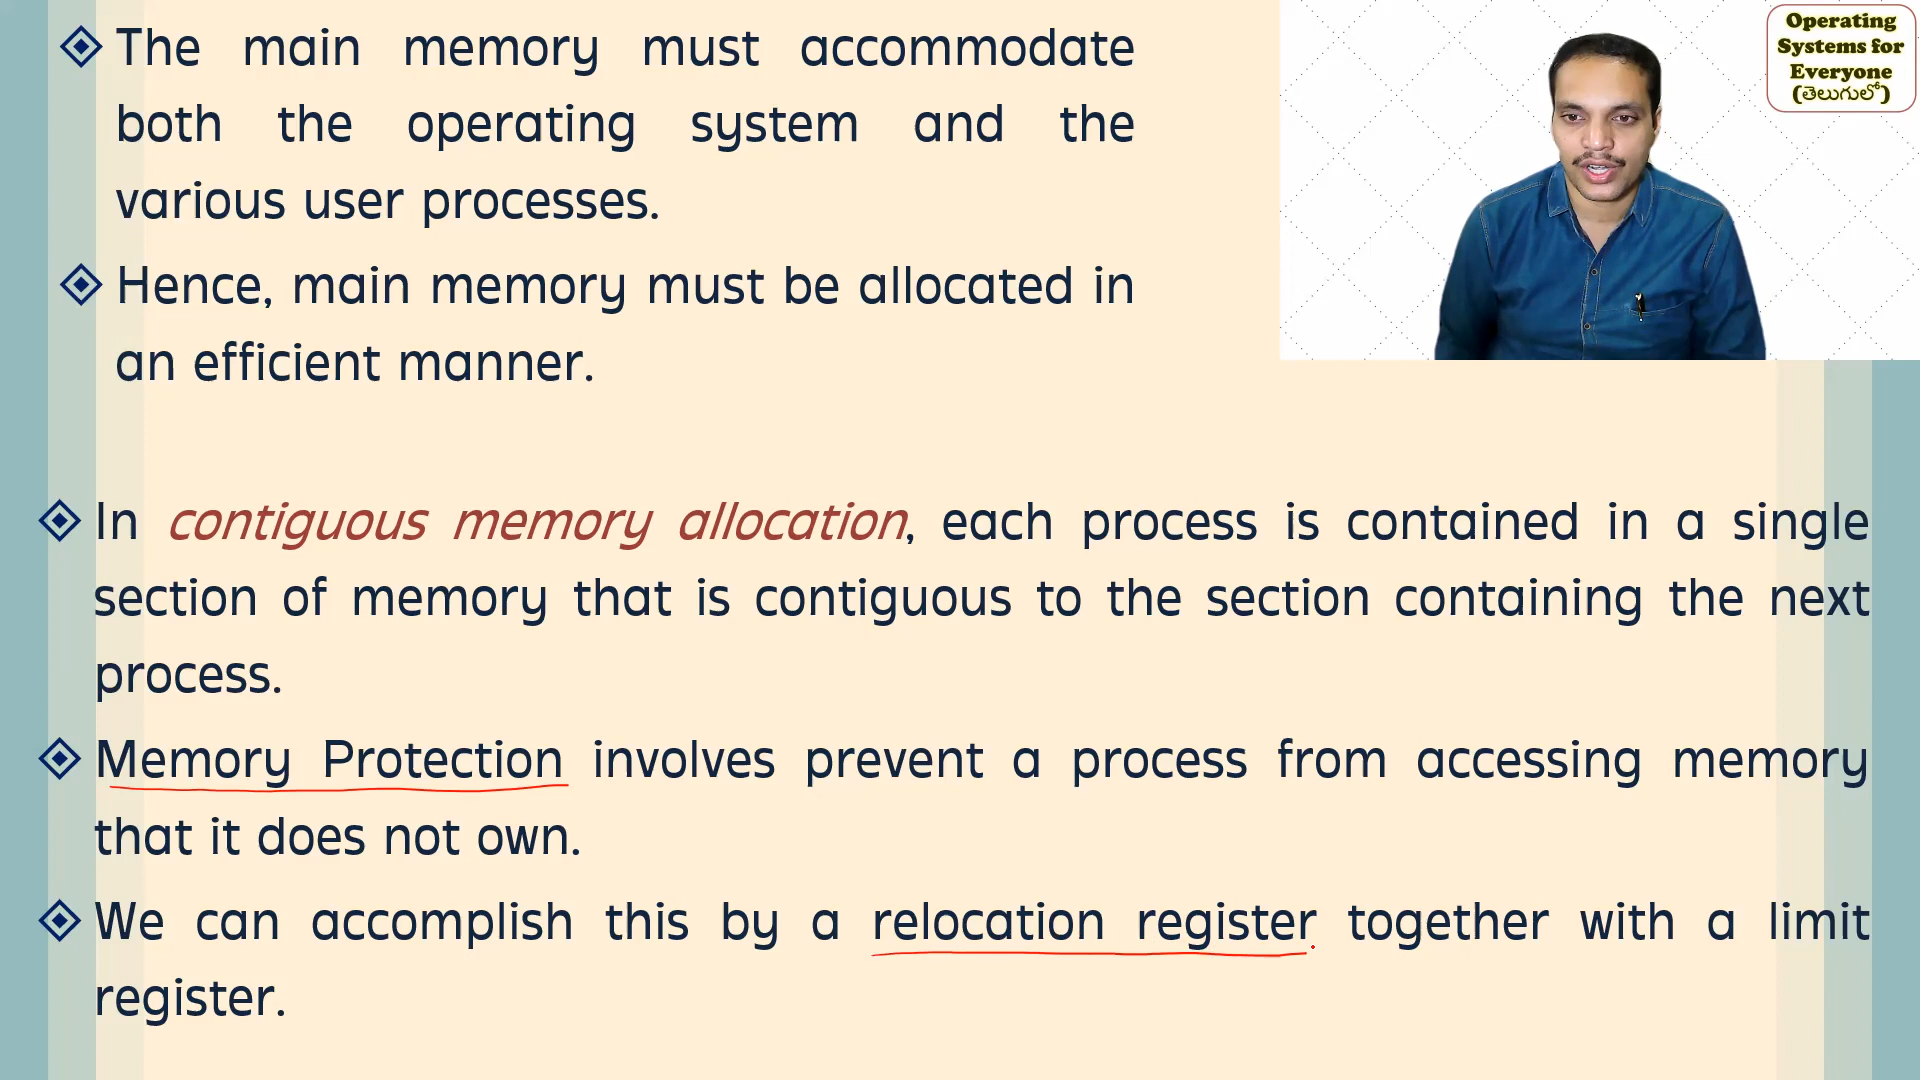 The main memory must accommodate
both the operating system and the
various user processes.
Hence, main memory must be allocated in
an efficient manner.
In contiguous memory allocation, each process is contained in a single
section of memory that is contiguous to the section containing the next
process.
Memory Protection involves prevent a process from accessing memory
that it does not own.
We can accomplish this by a relocation register together with a limit
register.
Operating
Systems for
Everyone
(తెలుగులో)